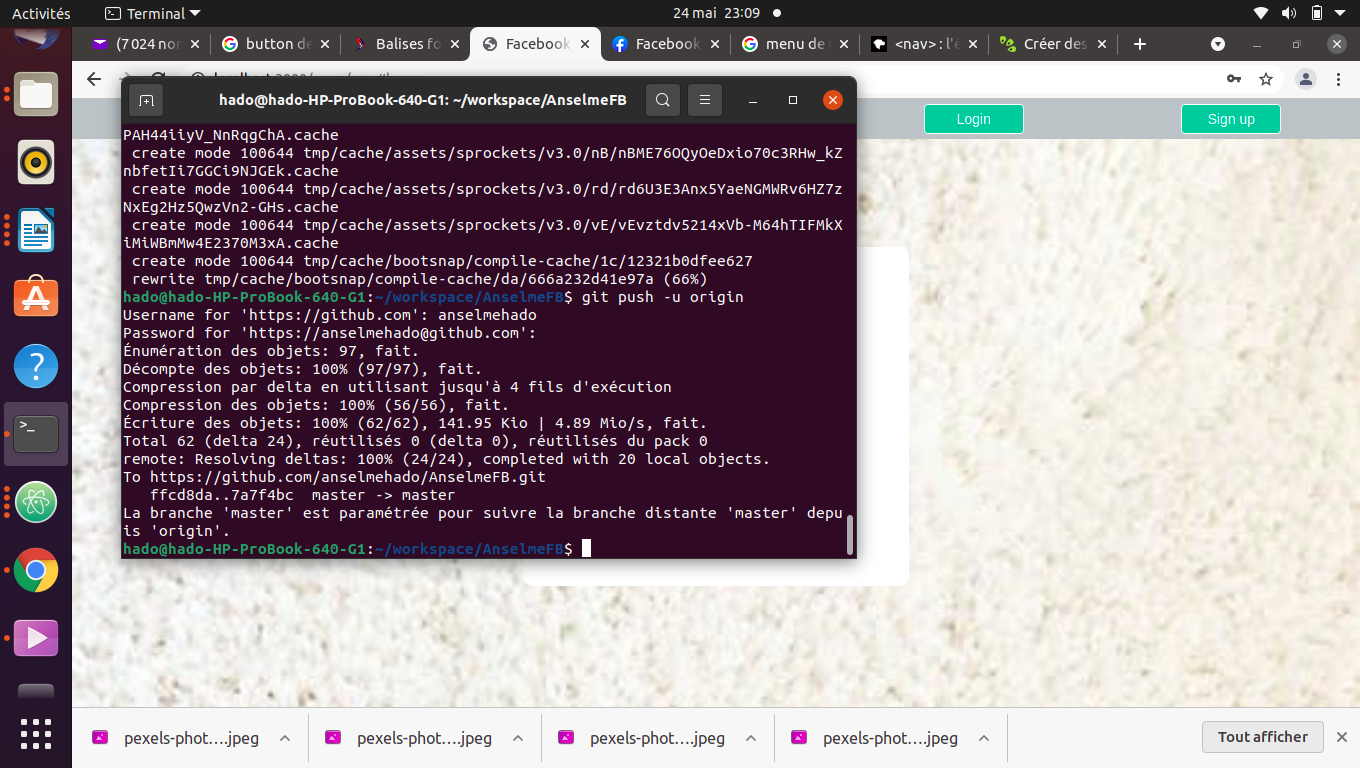 Activités
Terminal
24 mai 23:09
(7 024 nor
button de
Balises fo
Facebook
Facebook
menu de
<nav> : l'é
Créer des
hado@hado-HP-ProBook-640-G1: ~/workspace/AnselmeFB
Login
Sign up
PAH44iiyV_NnRqgChA.cache
create mode 100644 tmp/cache/assets/sprockets/v3.0/nB/nBME76OQyOeDxio70c3RHw_kZ
nbfetIi7GGCi9NJGEk.cache
create mode 100644 tmp/cache/assets/sprockets/v3.0/rd/rd6U3E3Anx5YaeNGMWRv6HZ7z
NxEg2Hz5QwzVn2-GHs.cache
create mode 100644 tmp/cache/assets/sprockets/v3.0/vE/vEvztdv5214xVb-M64hTIFMkX
iMiWBmMw4E2370M3xA.cache
create mode 100644 tmp/cache/bootsnap/compile-cache/1c/12321b0dfee627
rewrite tmp/cache/bootsnap/compile-cache/da/666a232d41e97a (66%)
hado@hado-HP-ProBook-640-G1:~/workspace/AnselmeFB$ git push -u origin
Username for 'https://github.com': anselmehado
Password for 'https://anselmehado@github.com':
Énumération des objets: 97, fait.
Décompte des objets: 100% (97/97), fait.
Compression par delta en utilisant jusqu'à 4 fils d'exécution
Compression des objets: 100% (56/56), fait.
Écriture des objets: 100% (62/62), 141.95 Kio | 4.89 Mio/s, fait.
Total 62 (delta 24), réutilisés 0 (delta 0), réutilisés du pack 0
remote: Resolving deltas: 100% (24/24), completed with 20 local objects.
To https://github.com/anselmehado/AnselmeFB.git
ffcd8da..7a7f4bc  master -> master
La branche 'master' est paramétrée pour suivre la branche distante 'master' depu
is 'origin'.
hado@hado-HP-ProBook-640-G1:~/workspace/AnselmeFB$
pexels-phot….jpeg
pexels-phot….jpeg
pexels-phot….jpeg
pexels-phot….jpeg
Tout afficher